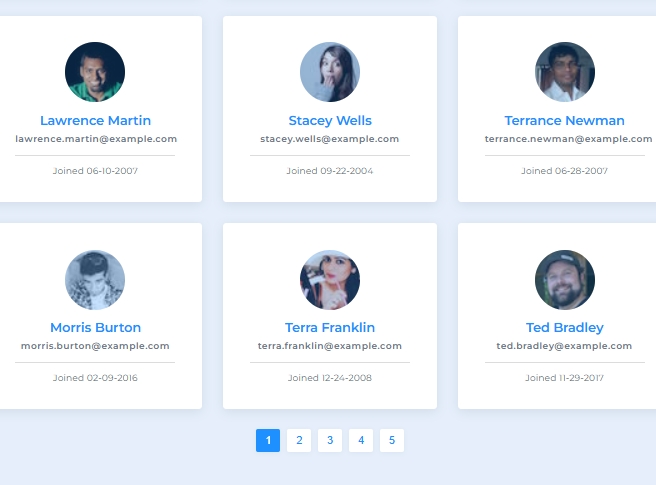 Lawrence Martin
lawrence.martin@example.com
Joined 06-10-2007
Stacey Wells
stacey.wells@example.com
Joined 09-22-2004
Terrance Newman
terrance.newman@example.com
Joined 06-28-2007
Morris Burton
morris.burton@example.com
Joined 02-09-2016
Terra Franklin
terra.franklin@example.com
Joined 12-24-2008
Ted Bradley
ted.bradley@example.com
Joined 11-29-2017
1 2 3 4 5